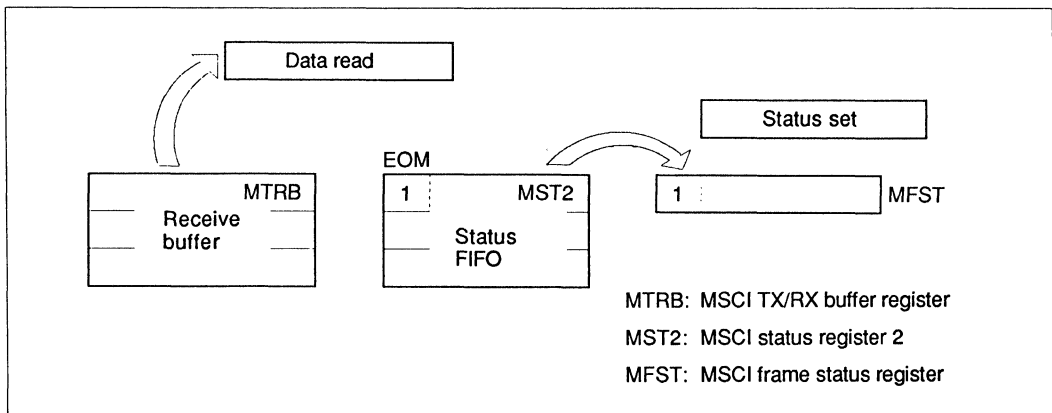 Data read
Status set
EOM
MTRB
1
MST2
1
MFST
Receive
buffer
Status
FIFO
MTRB: MSCI TX/RX buffer register
MST2: MSCI status register 2
MFST: MSCI frame status register